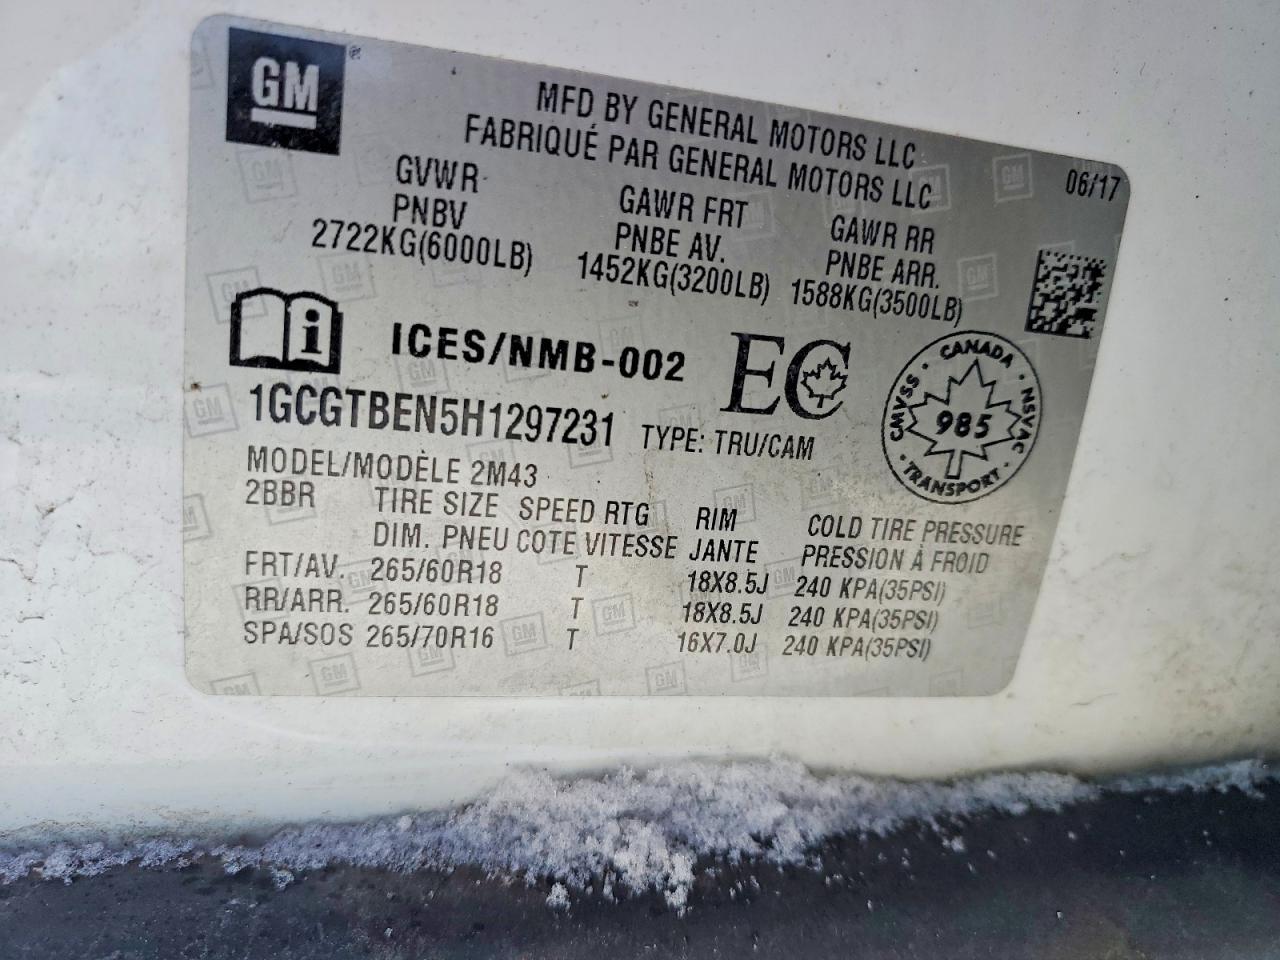 GM
MFD BY GENERAL MOTORS LLC
FABRIQUÉ PAR GENERAL MOTORS LLC
06/17
GVWR GAWR FRT GAWR RR
PNBV PNBE AV. PNBE ARR.
2722KG(6000LB) 1452KG(3200LB) 1588KG(3500LB)
ICES/NMB-002 EC
CANADA
CMVSS NSVAC
985
TRANSPORT
1GCGTBEN5H1297231 TYPE: TRU/CAM
MODEL/MODÈLE 2M43
2BBR TIRE SIZE SPEED RTG RIM COLD TIRE PRESSURE
DIM. PNEU COTE VITESSE JANTE PRESSION À FROID
FRT/AV. 265/60R18 T 18X8.5J 240 KPA(35PSI)
RR/ARR. 265/60R18 T 18X8.5J 240 KPA(35PSI)
SPA/SOS 265/70R16 T 16X7.0J 240 KPA(35PSI)